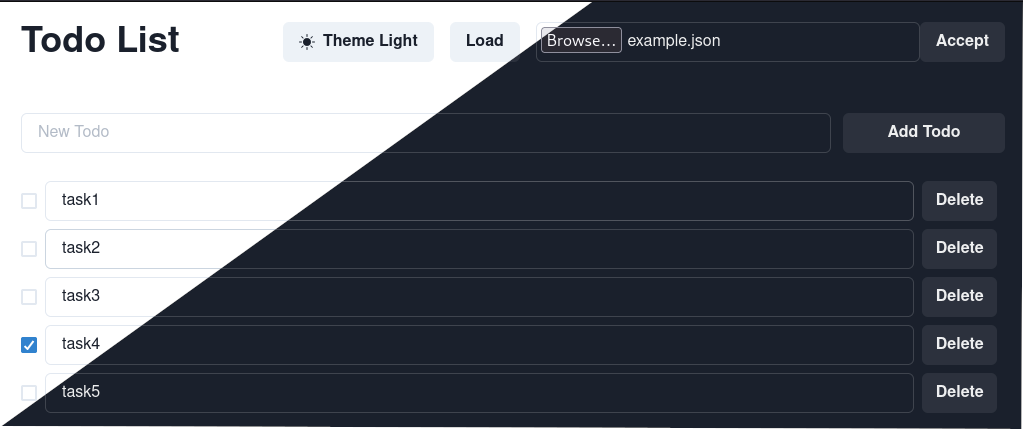 Todo List Theme Light Load Browse... example.json Accept
New Todo Add Todo
task1 Delete
task2 Delete
task3 Delete
task4 Delete
task5 Delete